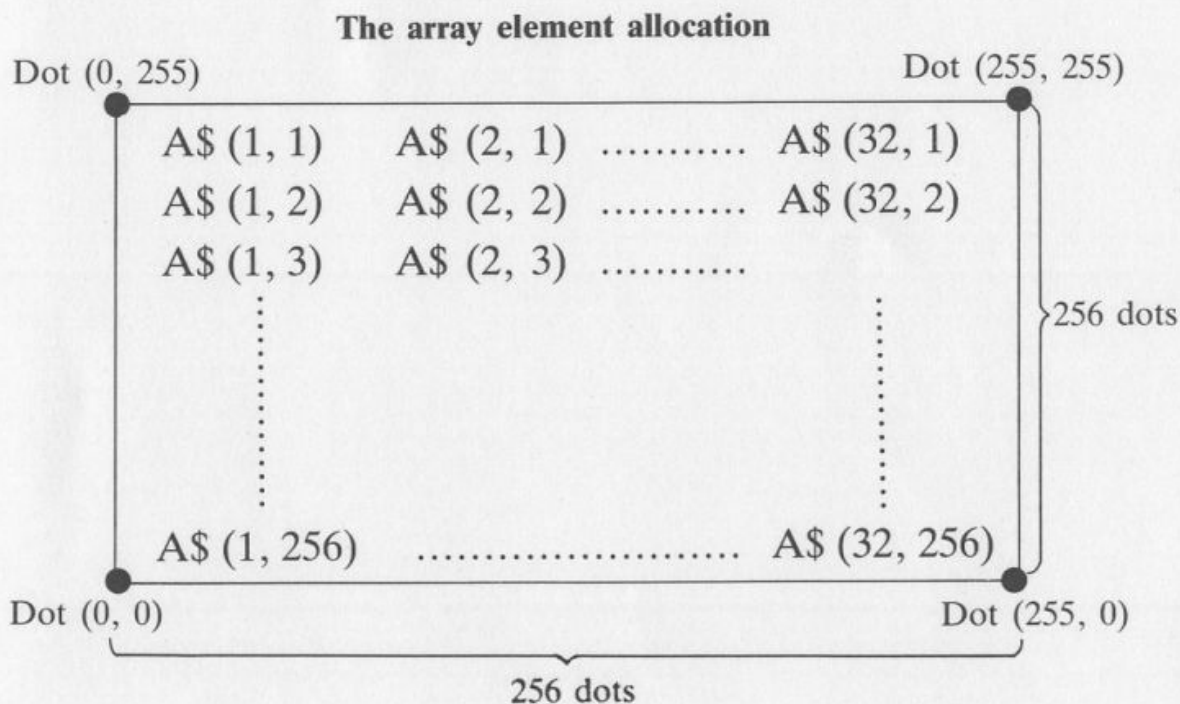 The array element allocation
Dot (0, 255) Dot (255, 255)
A$ (1, 1) A$ (2, 1) ........... A$ (32, 1)
A$ (1, 2) A$ (2, 2) ........... A$ (32, 2)
A$ (1, 3) A$ (2, 3) ...........
256 dots
A$ (1, 256) ......................... A$ (32, 256)
Dot (0, 0) Dot (255, 0)
256 dots